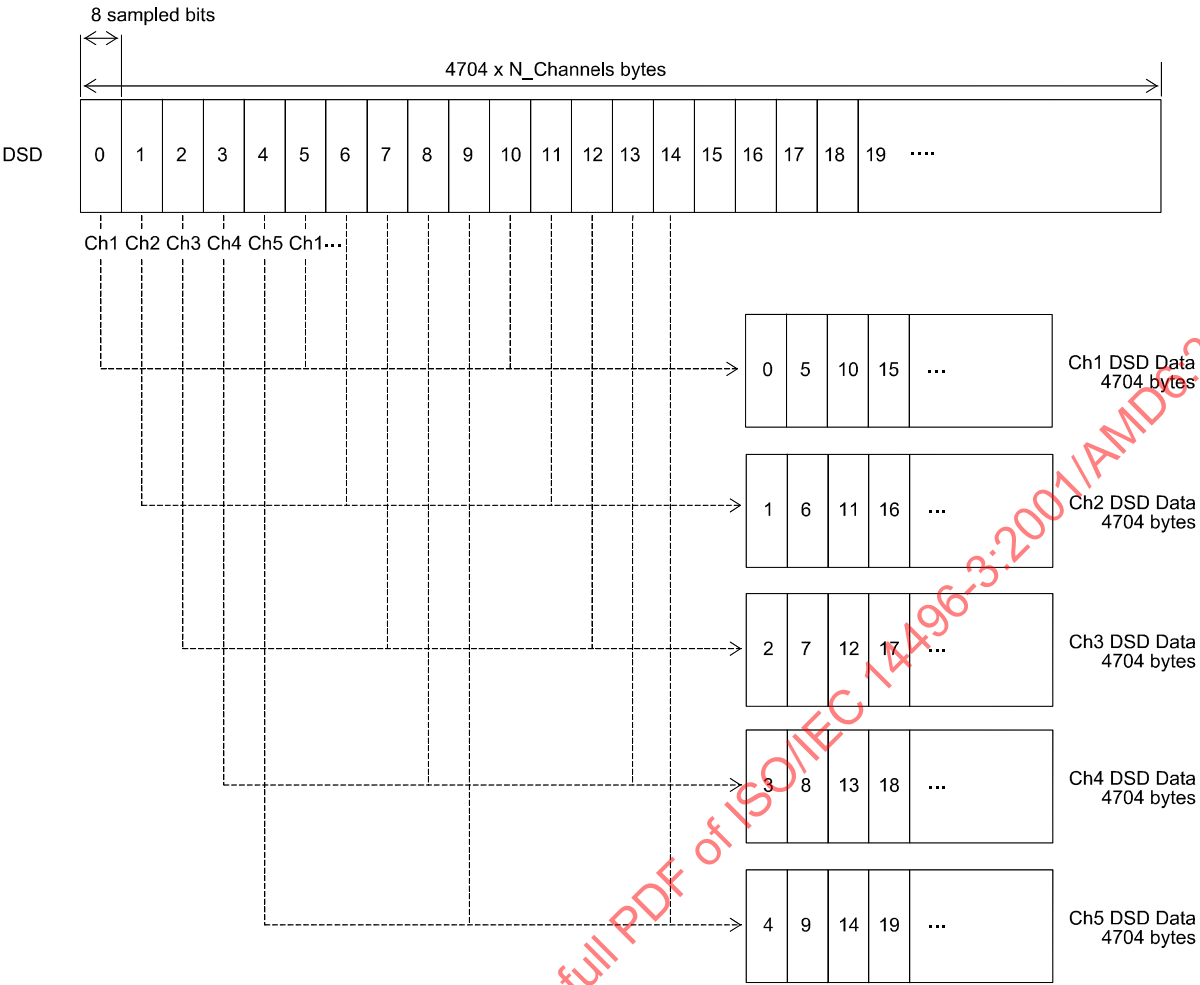 8 sampled bits
4704 x N_Channels bytes
DSD 0 1 2 3 4 5 6 7 8 9 10 11 12 13 14 15 16 17 18 19 ....
Ch1 Ch2 Ch3 Ch4 Ch5 Ch1...
0 5 10 15 ...
Ch1 DSD Data
4704 bytes
1 6 11 16 ...
Ch2 DSD Data
4704 bytes
2 7 12 17 ...
Ch3 DSD Data
4704 bytes
3 8 13 18 ...
Ch4 DSD Data
4704 bytes
4 9 14 19 ...
Ch5 DSD Data
4704 bytes
full PDF of ISO/IEC 14496-3:2001/AMD6:2